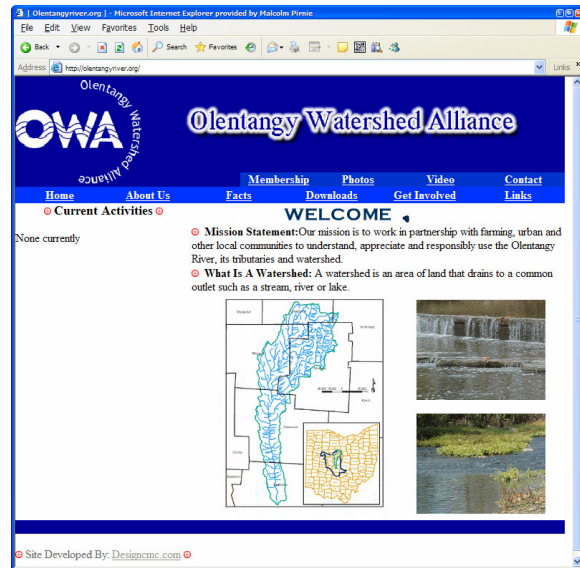 | Olentangyriver.org | - Microsoft Internet Explorer provided by Malcolm Pirnie
File Edit View Favorites Tools Help
Back Search Favorites
Address http://olentangyriver.org/ Links
Olentangy Watershed Alliance
OWA
Olentangy Watershed Alliance
Membership Photos Video Contact
Home About Us Facts Downloads Get Involved Links
Current Activities
None currently
WELCOME
Mission Statement:Our mission is to work in partnership with farming, urban and
other local communities to understand, appreciate and responsibly use the Olentangy
River, its tributaries and watershed.
What Is A Watershed: A watershed is an area of land that drains to a common
outlet such as a stream, river or lake.
Site Developed By: Designcmc.com